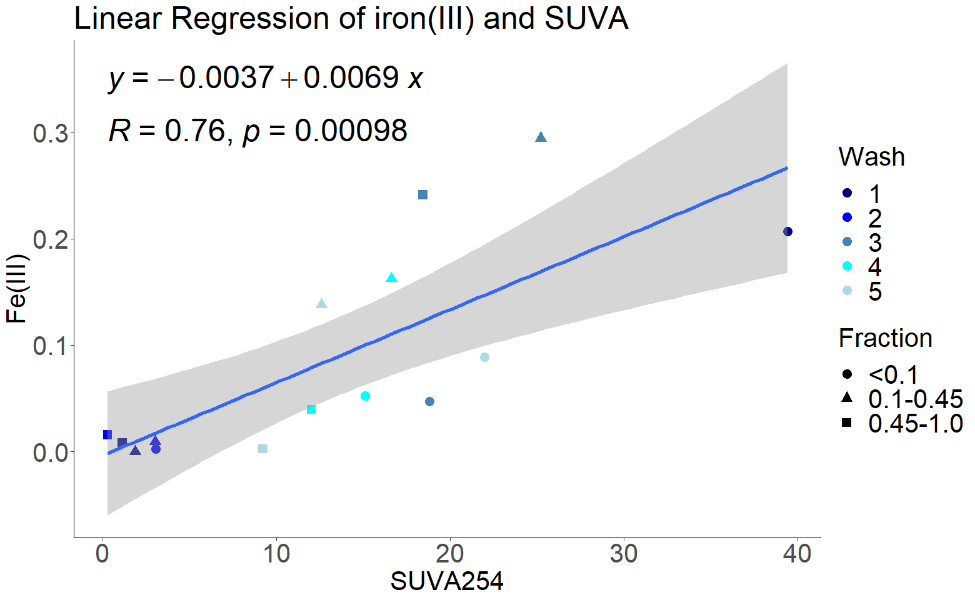 Linear Regression of iron(III) and SUVA
y = −0.0037 + 0.0069 x
R = 0.76, p = 0.00098
Fe(III)
0.3
0.2
0.1
0.0
0
10
20
30
40
SUVA254
Wash
1
2
3
4
5
Fraction
<0.1
0.1-0.45
0.45-1.0